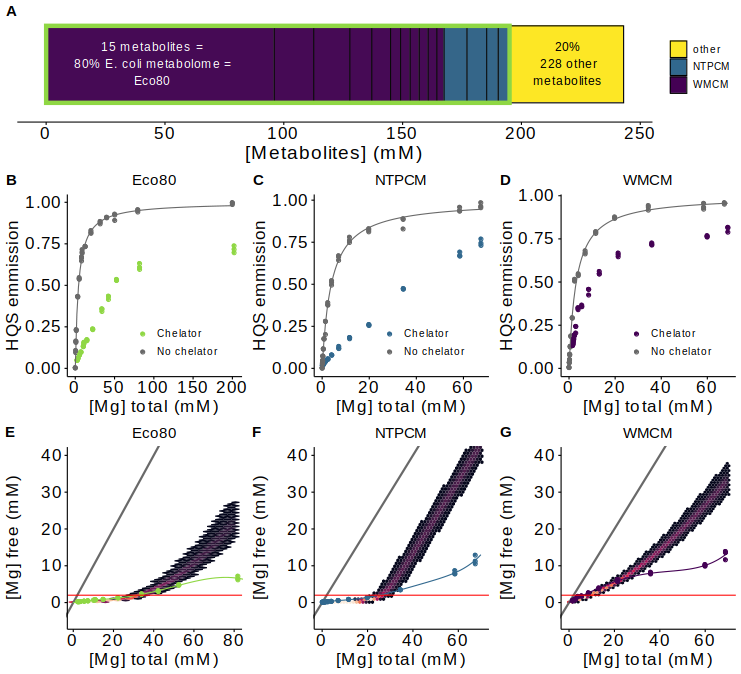 A
15 metabolites =
80% E. coli metabolome =
Eco80
20%
228 other
metabolites
other
NTPCM
WMCM
0
50
100
150
200
250
[Metabolites] (mM)
B
Eco80
HQS emmission
1.00
0.75
0.50
0.25
0.00
Chelator
No chelator
0
50
100
150
200
[Mg] total (mM)
C
NTPCM
HQS emmission
1.00
0.75
0.50
0.25
0.00
Chelator
No chelator
0
20
40
60
[Mg] total (mM)
D
WMCM
HQS emmission
1.00
0.75
0.50
0.25
0.00
Chelator
No chelator
0
20
40
60
[Mg] total (mM)
E
Eco80
[Mg] free (mM)
40
30
20
10
0
0
20
40
60
80
[Mg] total (mM)
F
NTPCM
[Mg] free (mM)
40
30
20
10
0
0
20
40
60
[Mg] total (mM)
G
WMCM
[Mg] free (mM)
40
30
20
10
0
0
20
40
60
[Mg] total (mM)